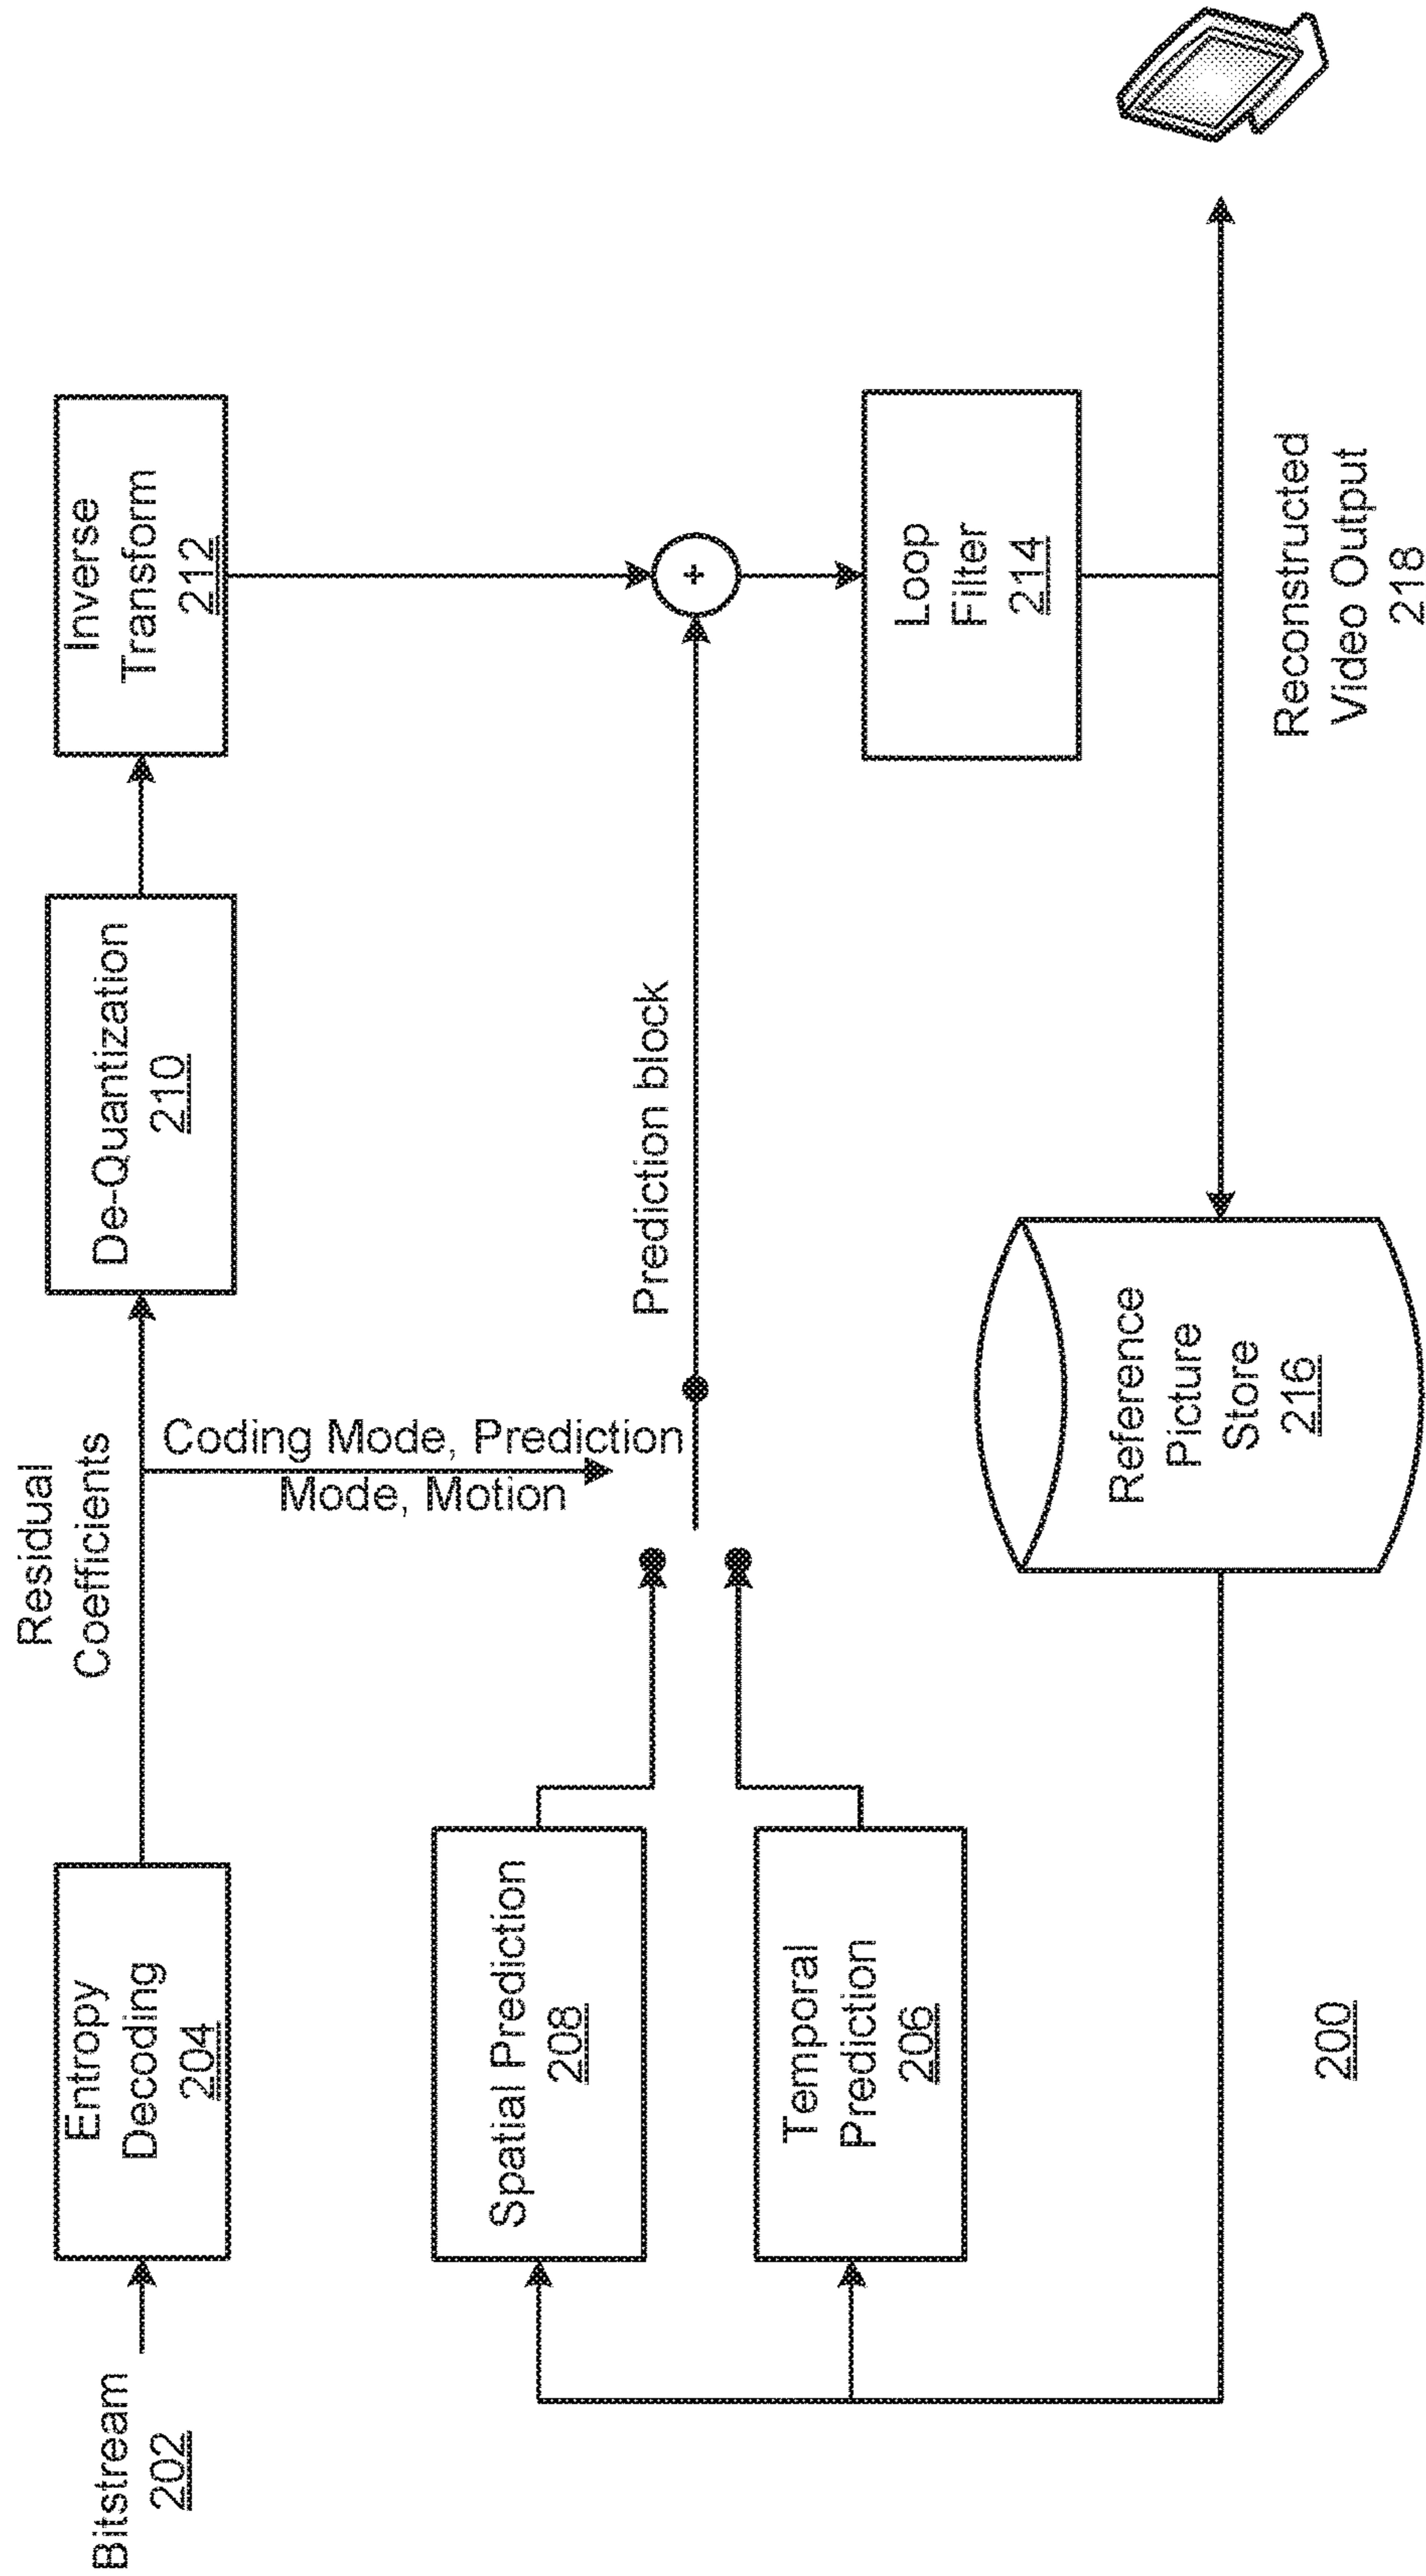 Bitstream
202
Entropy
Decoding
204
Residual
Coefficients
De-Quantization
210
Inverse
Transform
212
Coding Mode, Prediction
Mode, Motion
Spatial Prediction
208
Temporal
Prediction
206
Prediction block
+
Loop
Filter
214
Reference
Picture
Store
216
Reconstructed
Video Output
218
200